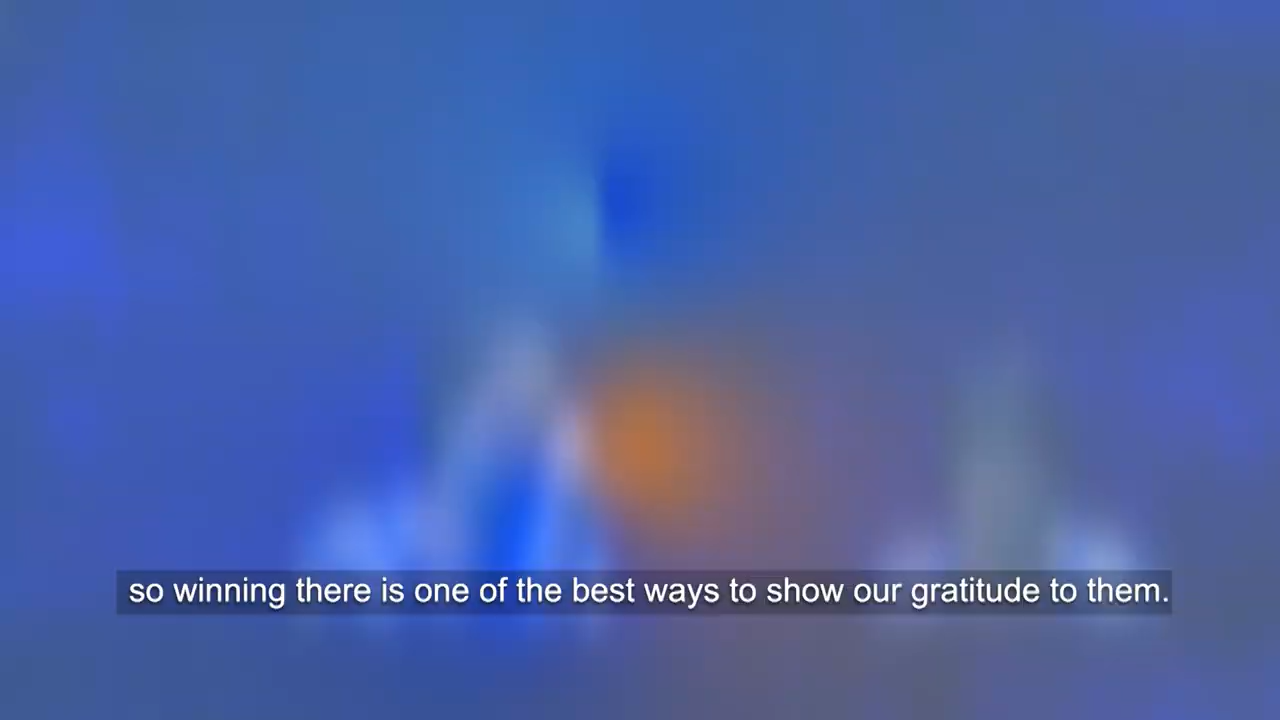 so winning there is one of the best ways to show our gratitude to them.